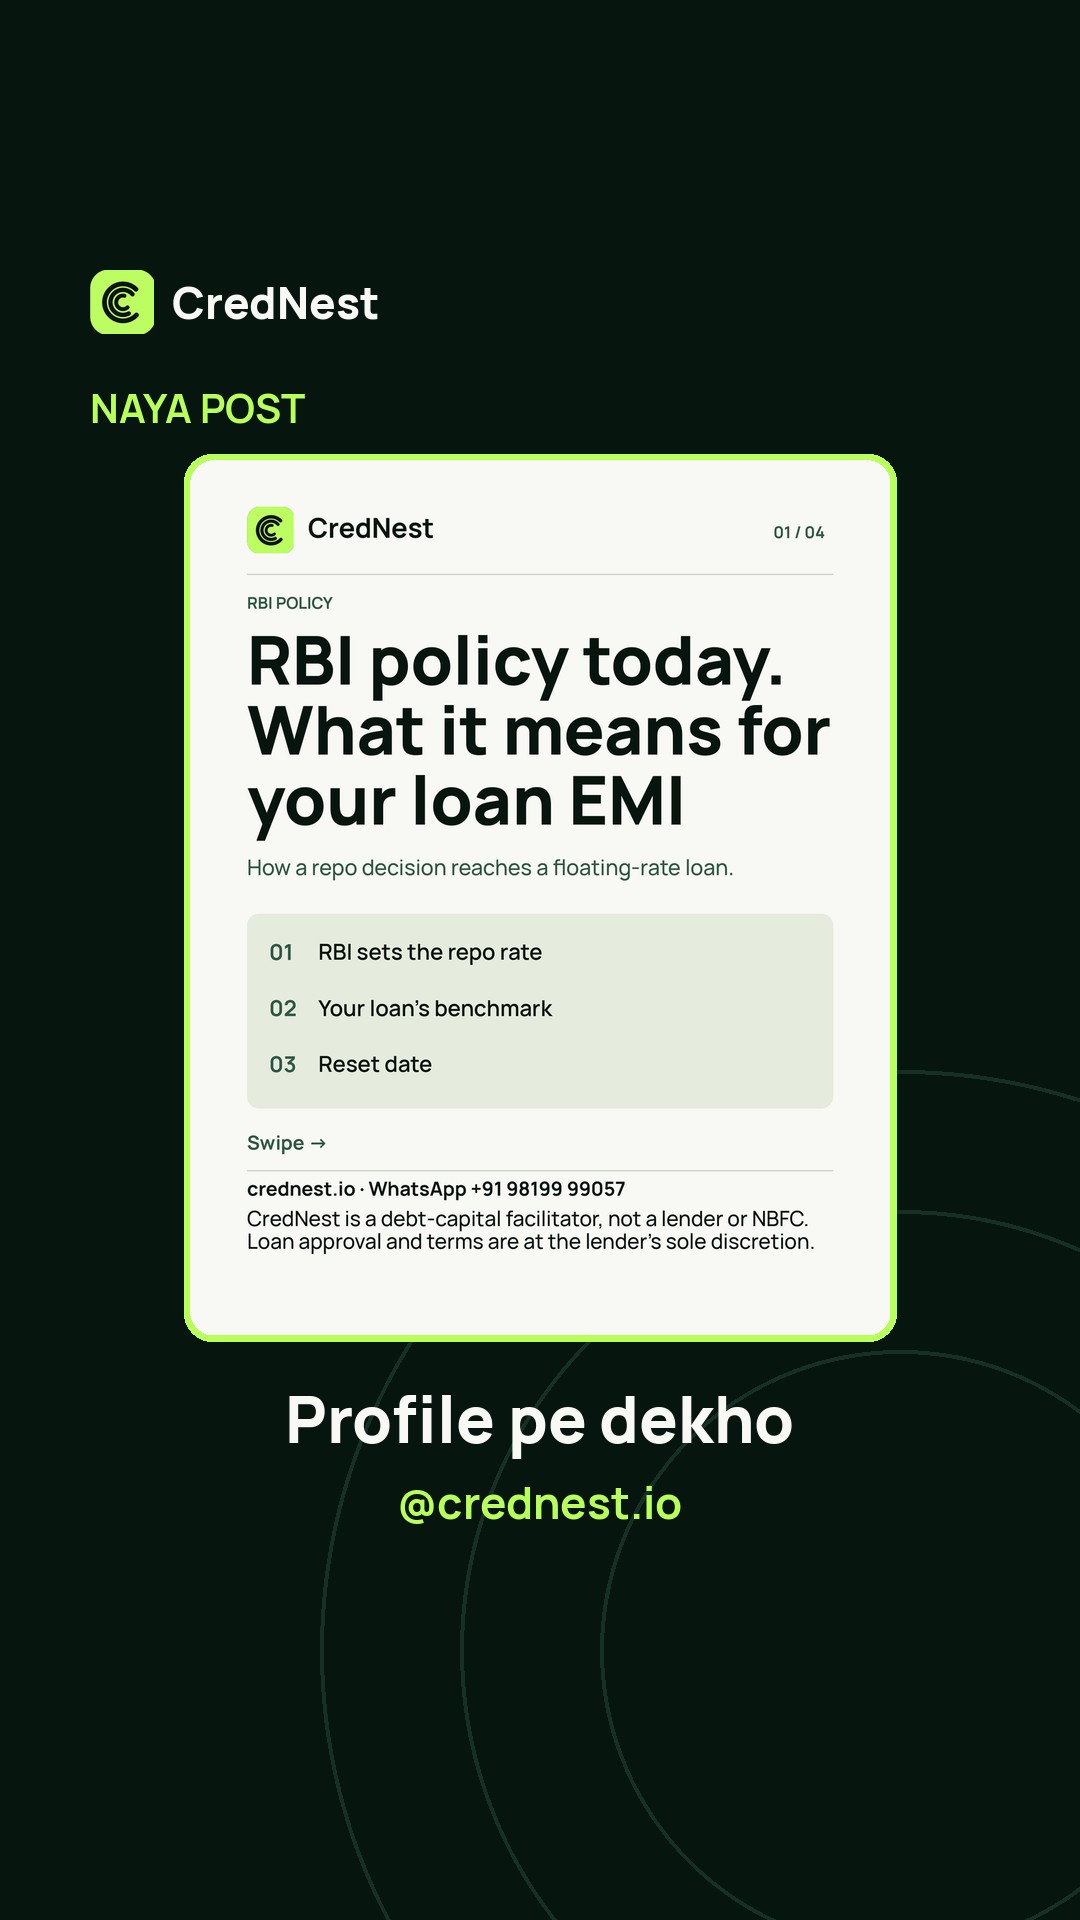 CredNest
NAYA POST
CredNest
01 / 04
RBI POLICY
RBI policy today.
What it means for
your loan EMI
How a repo decision reaches a floating-rate loan.
01 RBI sets the repo rate
02 Your loan’s benchmark
03 Reset date
Swipe →
crednest.io · WhatsApp +91 98199 99057
CredNest is a debt-capital facilitator, not a lender or NBFC.
Loan approval and terms are at the lender’s sole discretion.
Profile pe dekho
@crednest.io